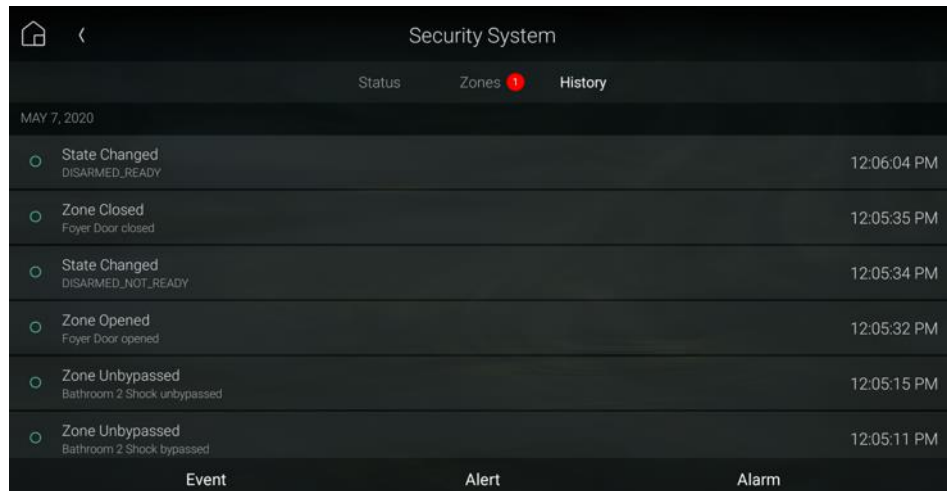 Security System
Status Zones 1 History
MAY 7, 2020
State Changed
DISARMED_READY
12:06:04 PM
Zone Closed
Foyer Door closed
12:05:35 PM
State Changed
DISARMED_NOT_READY
12:05:34 PM
Zone Opened
Foyer Door opened
12:05:32 PM
Zone Unbypassed
Bathroom 2 Shock unbypassed
12:05:15 PM
Zone Unbypassed
Bathroom 2 Shock bypassed
12:05:11 PM
Event Alert Alarm